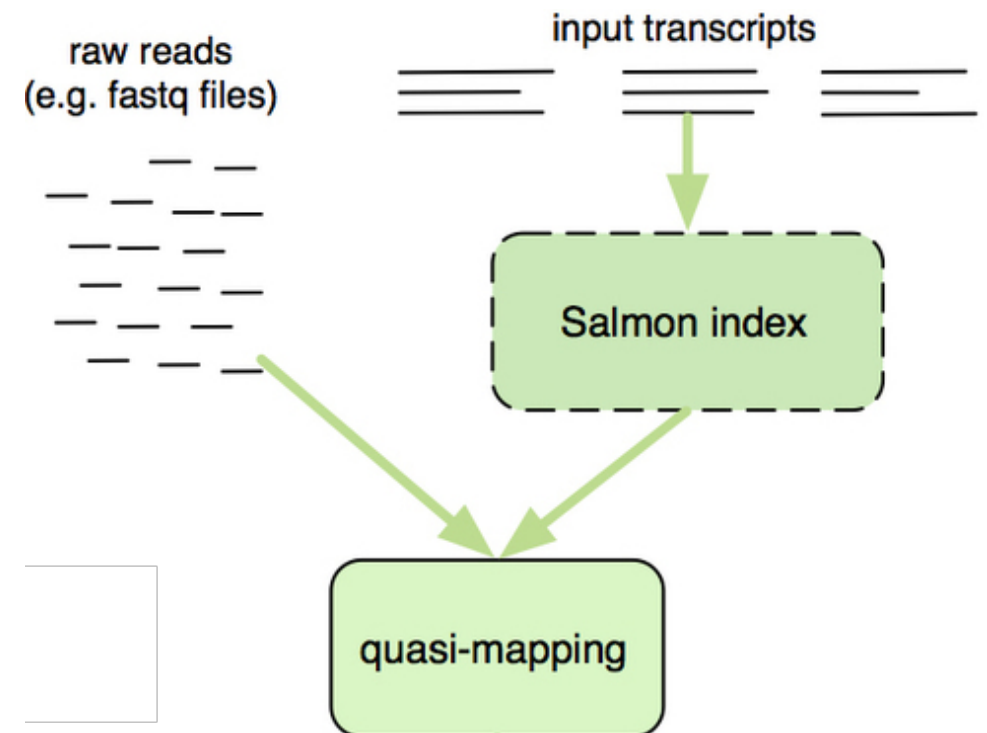 raw reads
(e.g. fastq files)
input transcripts
Salmon index
quasi-mapping